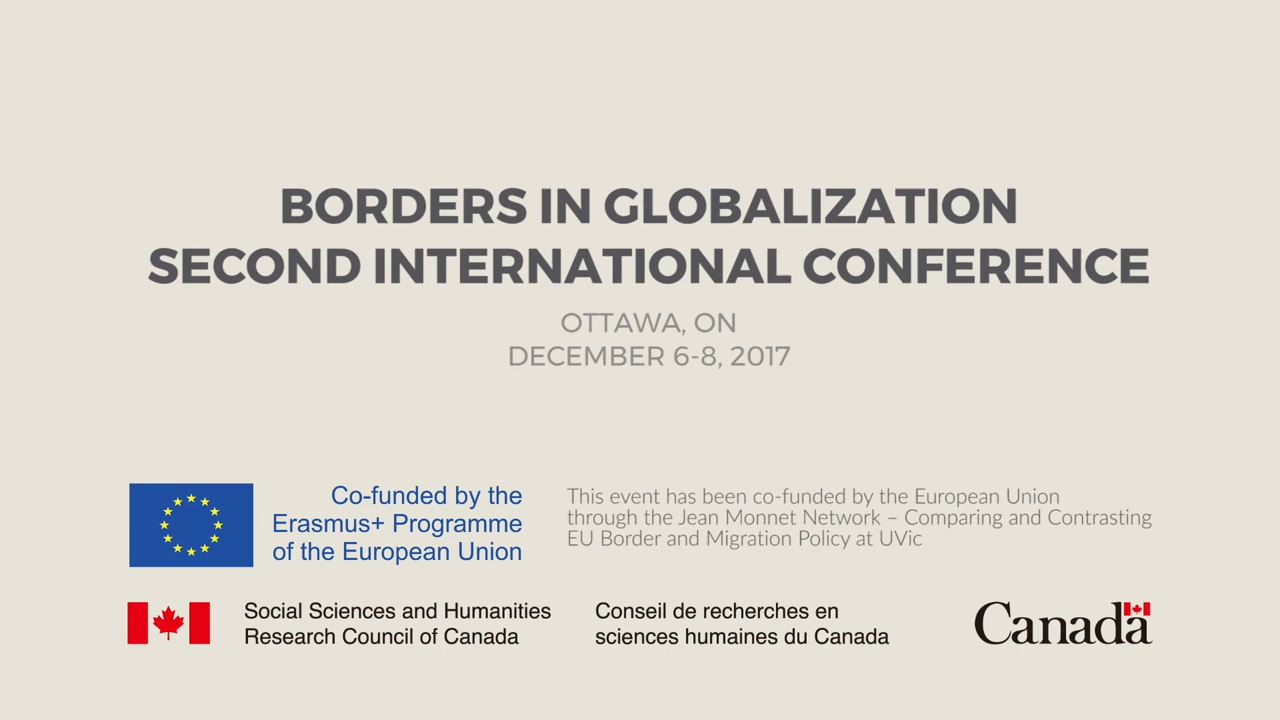 BORDERS IN GLOBALIZATION
SECOND INTERNATIONAL CONFERENCE
OTTAWA, ON
DECEMBER 6-8, 2017
Co-funded by the
Erasmus+ Programme
of the European Union
This event has been co-funded by the European Union
through the Jean Monnet Network – Comparing and Contrasting
EU Border and Migration Policy at UVic
Social Sciences and Humanities
Research Council of Canada
Conseil de recherches en
sciences humaines du Canada
Canada